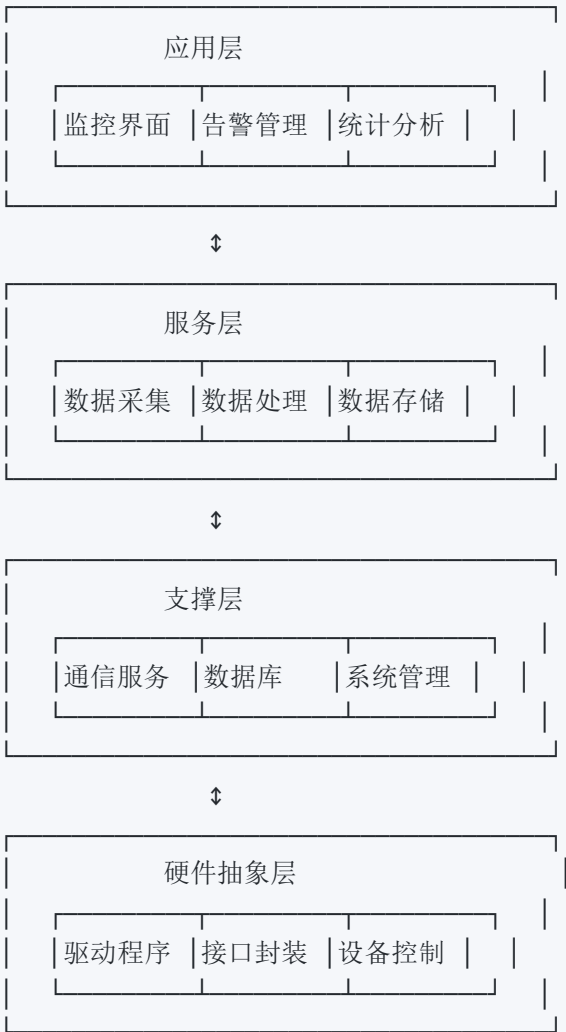 应用层
监控界面 告警管理 统计分析
↕
服务层
数据采集 数据处理 数据存储
↕
支撑层
通信服务 数据库 系统管理
↕
硬件抽象层
驱动程序 接口封装 设备控制